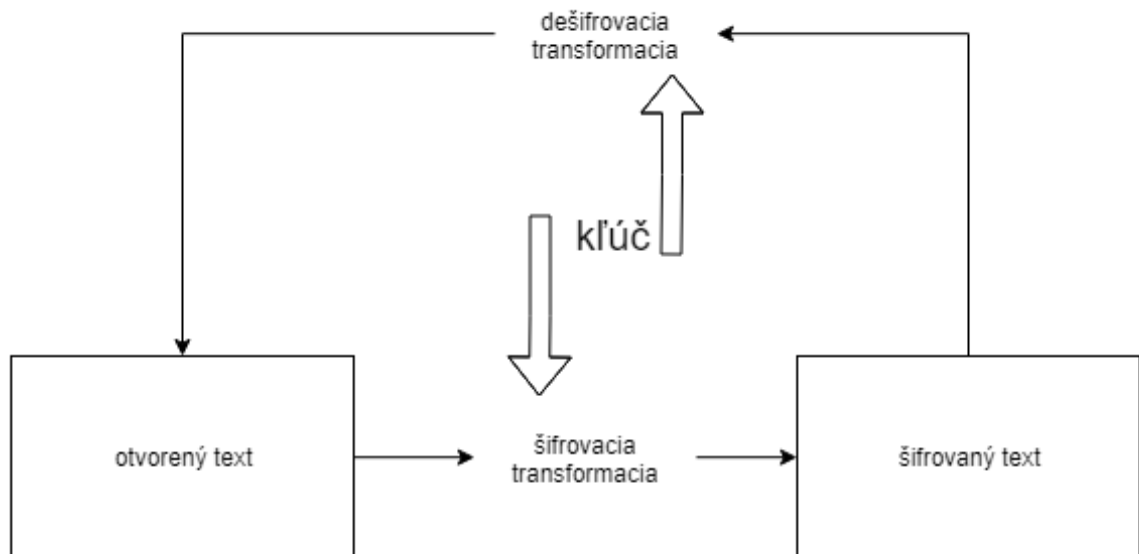 dešifrovacia
transformacia
kľúč
otvorený text
šifrovacia
transformacia
šifrovaný text